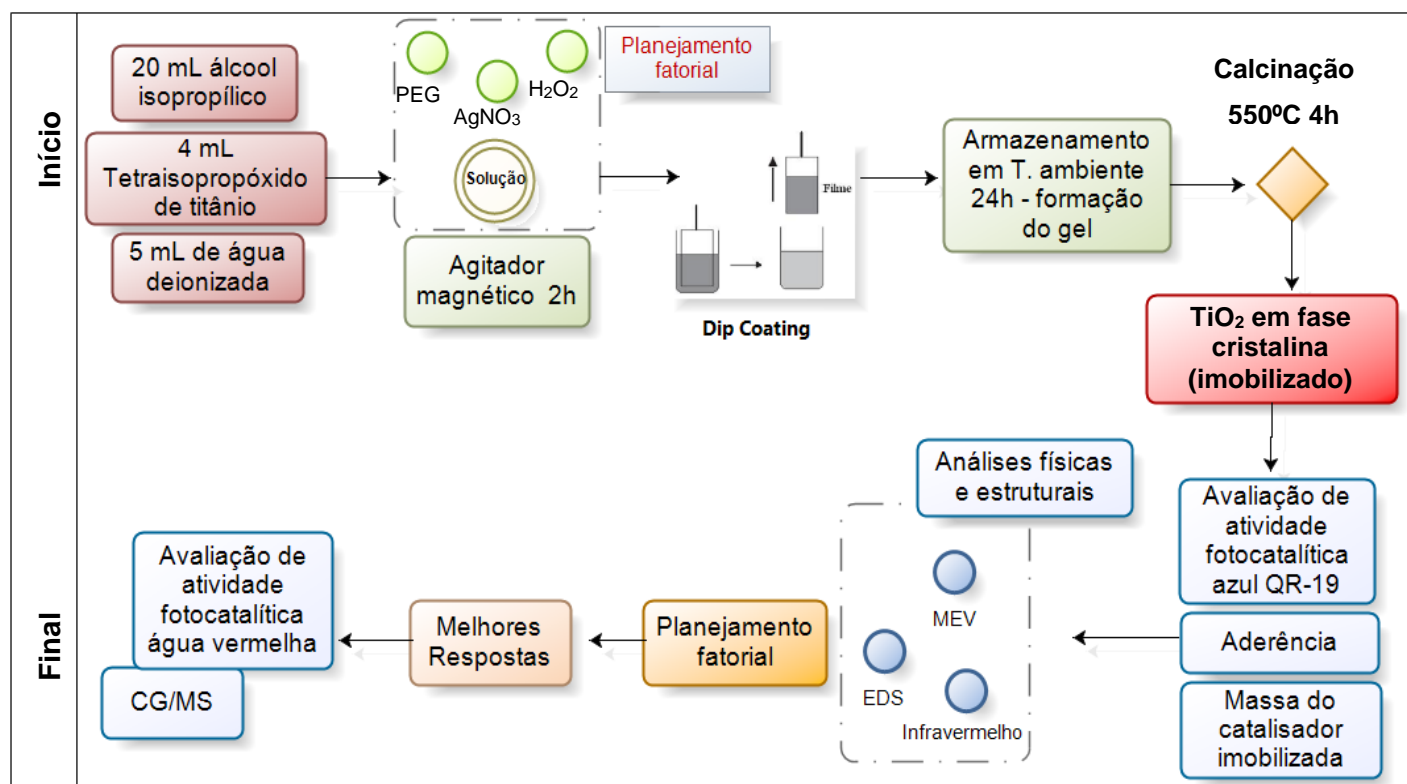 Início
20 mL álcool
isopropílico
4 mL
Tetraisopropóxido
de titânio
5 mL de água
deionizada
PEG
AgNO₃
H₂O₂
Solução
Planejamento
fatorial
Agitador
magnético 2h
Filme
Dip Coating
Armazenamento
em T. ambiente
24h - formação
do gel
Calcinação
550ºC 4h
TiO₂ em fase
cristalina
(imobilizado)
Final
Avaliação de
atividade
fotocatalítica
azul QR-19
Aderência
Massa do
catalisador
imobilizada
Análises físicas
e estruturais
MEV
EDS
Infravermelho
Planejamento
fatorial
Melhores
Respostas
Avaliação de
atividade
fotocatalítica
água vermelha
CG/MS